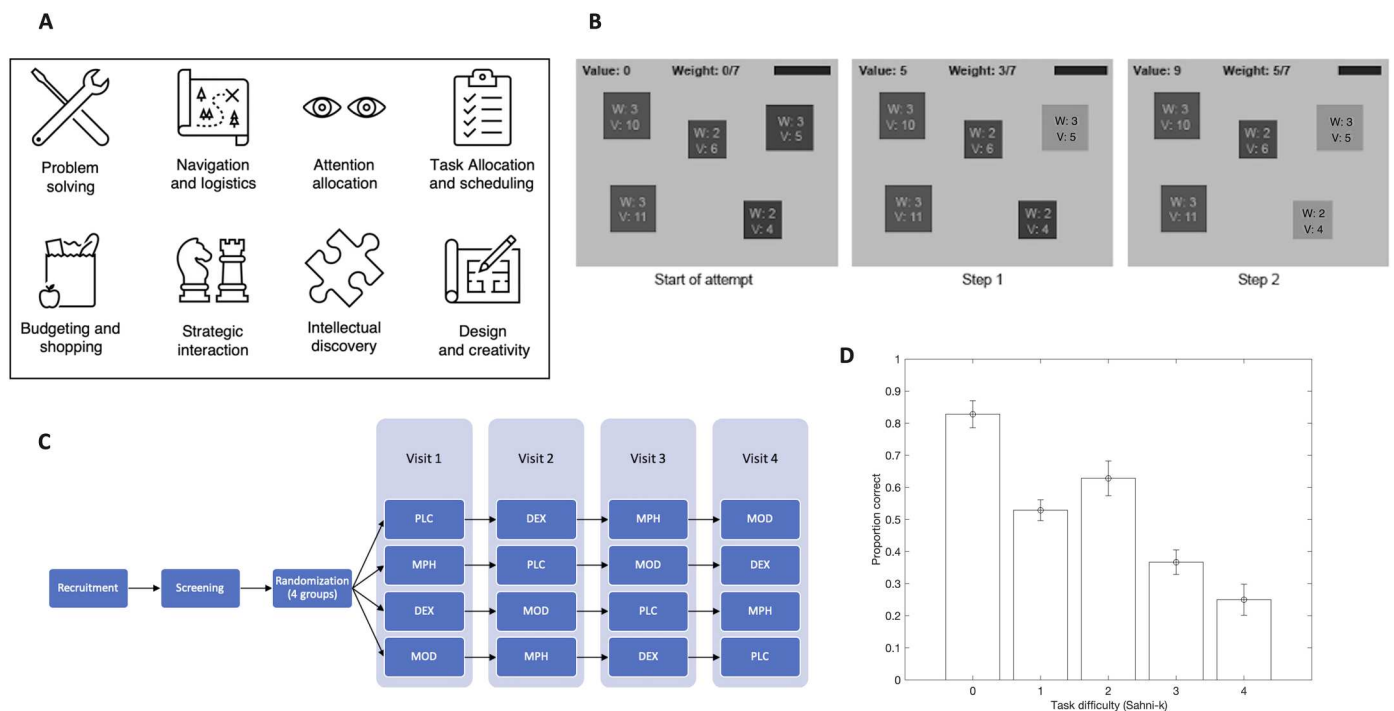 A
Problem
solving
Navigation
and logistics
Attention
allocation
Task Allocation
and scheduling
Budgeting and
shopping
Strategic
interaction
Intellectual
discovery
Design
and creativity
B
Value: 0 Weight: 0/7
W: 3
V: 10
W: 2
V: 6
W: 3
V: 5
W: 3
V: 11
W: 2
V: 4
Start of attempt
Value: 5 Weight: 3/7
W: 3
V: 10
W: 2
V: 6
W: 3
V: 5
W: 3
V: 11
W: 2
V: 4
Step 1
Value: 9 Weight: 5/7
W: 3
V: 10
W: 2
V: 6
W: 3
V: 5
W: 3
V: 11
W: 2
V: 4
Step 2
C
Recruitment
Screening
Randomization
(4 groups)
Visit 1 Visit 2 Visit 3 Visit 4
PLC DEX MPH MOD
MPH PLC MOD DEX
DEX MOD PLC MPH
MOD MPH DEX PLC
D
Proportion correct
1
0.9
0.8
0.7
0.6
0.5
0.4
0.3
0.2
0.1
0
0 1 2 3 4
Task difficulty (Sahni-k)